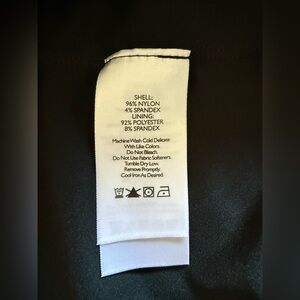 SHELL:
96% NYLON
4% SPANDEX
LINING:
92% POLYESTER
8% SPANDEX
Machine Wash Cold Delicate
With Like Colors.
Do Not Bleach.
Do Not Use Fabric Softeners.
Tumble Dry Low.
Remove Promptly.
Cool Iron As Desired.